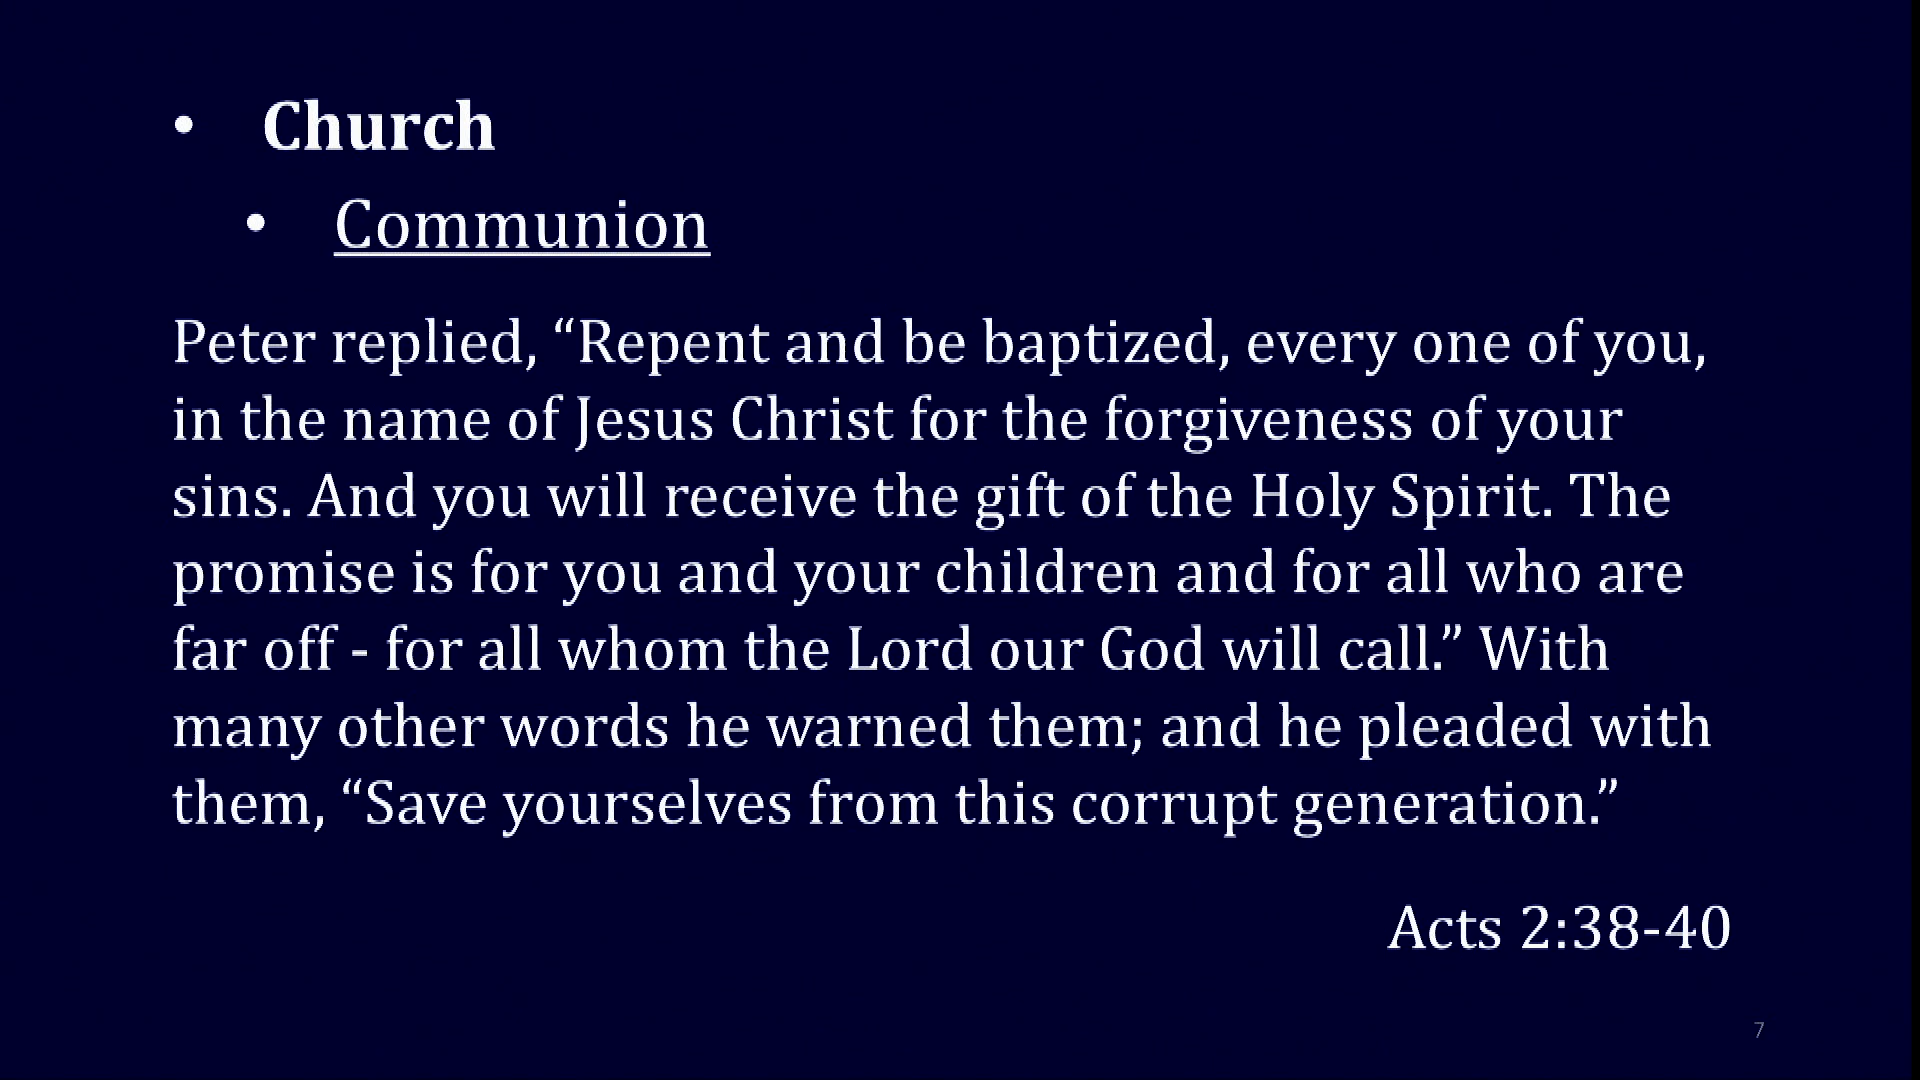 • Church
• Communion
Peter replied, “Repent and be baptized, every one of you,
in the name of Jesus Christ for the forgiveness of your
sins. And you will receive the gift of the Holy Spirit. The
promise is for you and your children and for all who are
far off - for all whom the Lord our God will call.” With
many other words he warned them; and he pleaded with
them, “Save yourselves from this corrupt generation.”
Acts 2:38-40
7